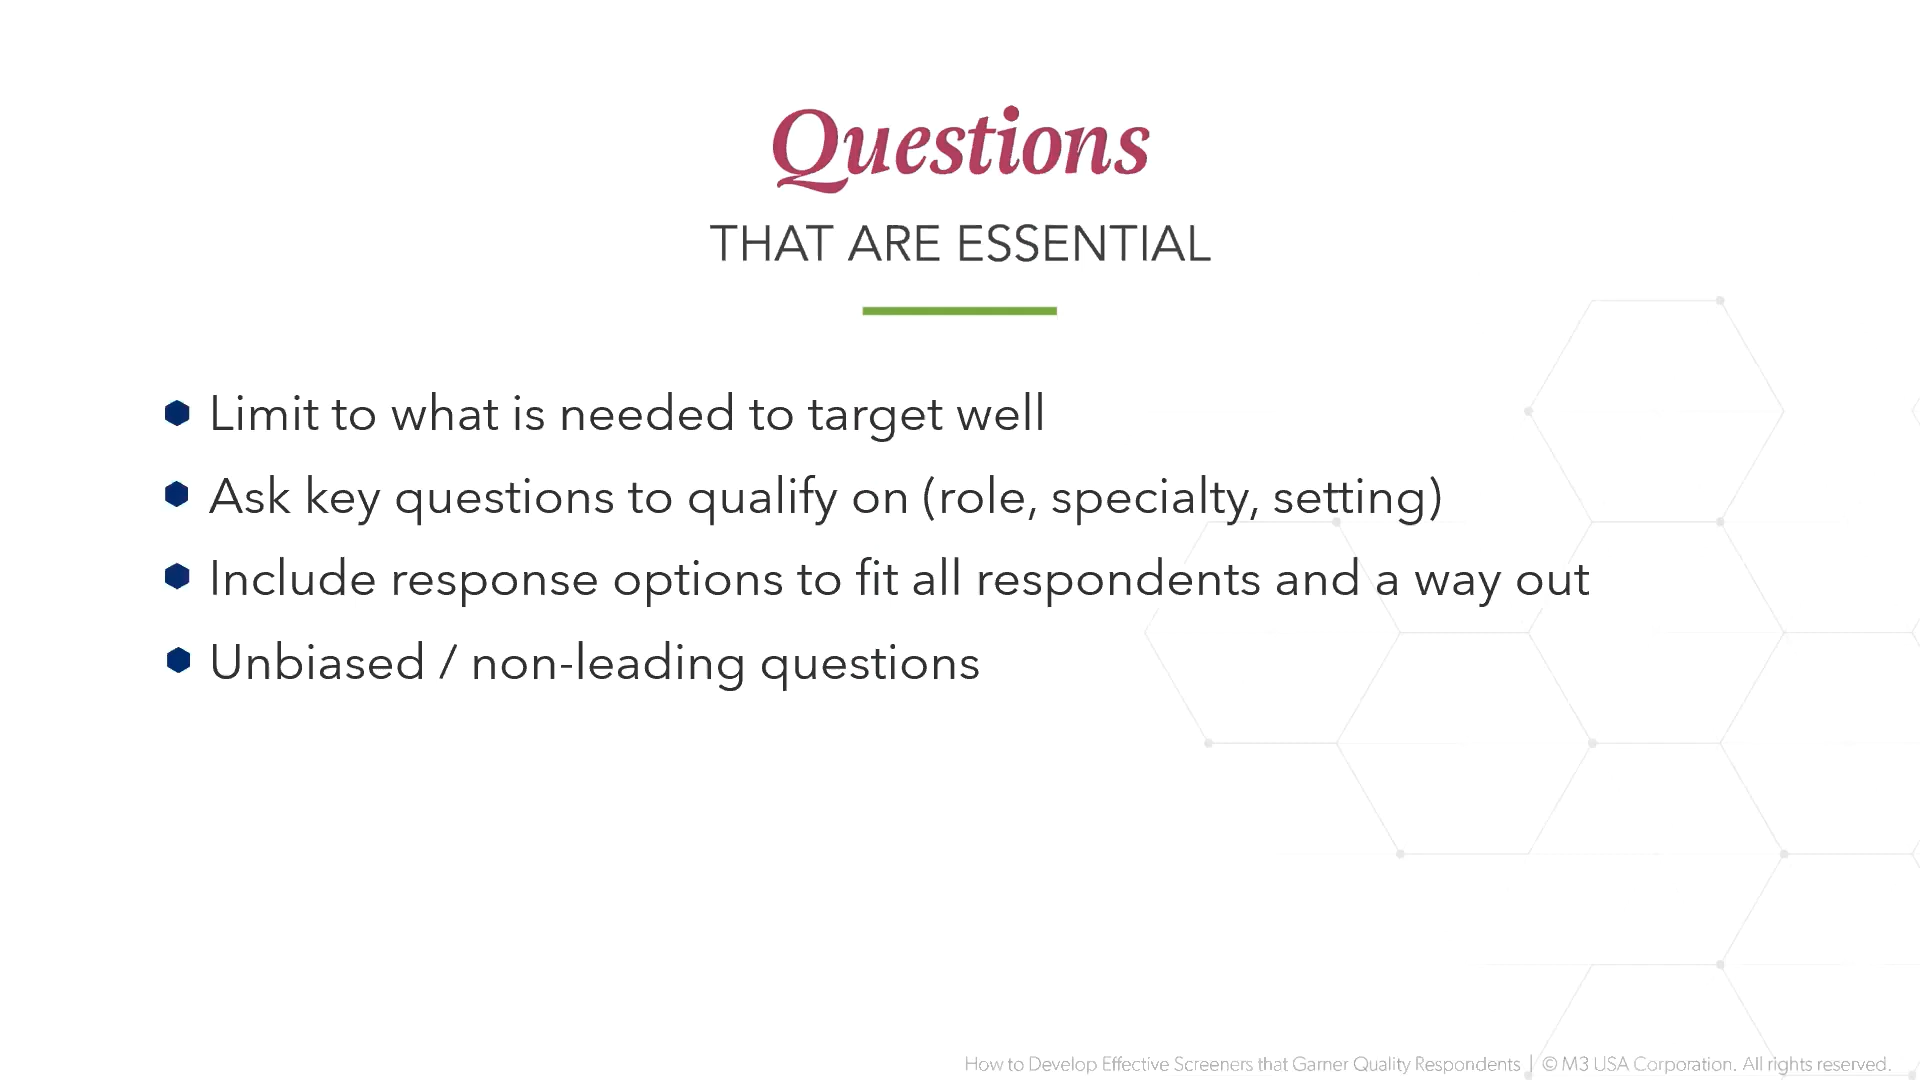 Questions
THAT ARE ESSENTIAL
Limit to what is needed to target well
Ask key questions to qualify on (role, specialty, setting)
Include response options to fit all respondents and a way out
Unbiased / non-leading questions
How to Develop Effective Screeners that Garner Quality Respondents | © M3 USA Corporation. All rights reserved.